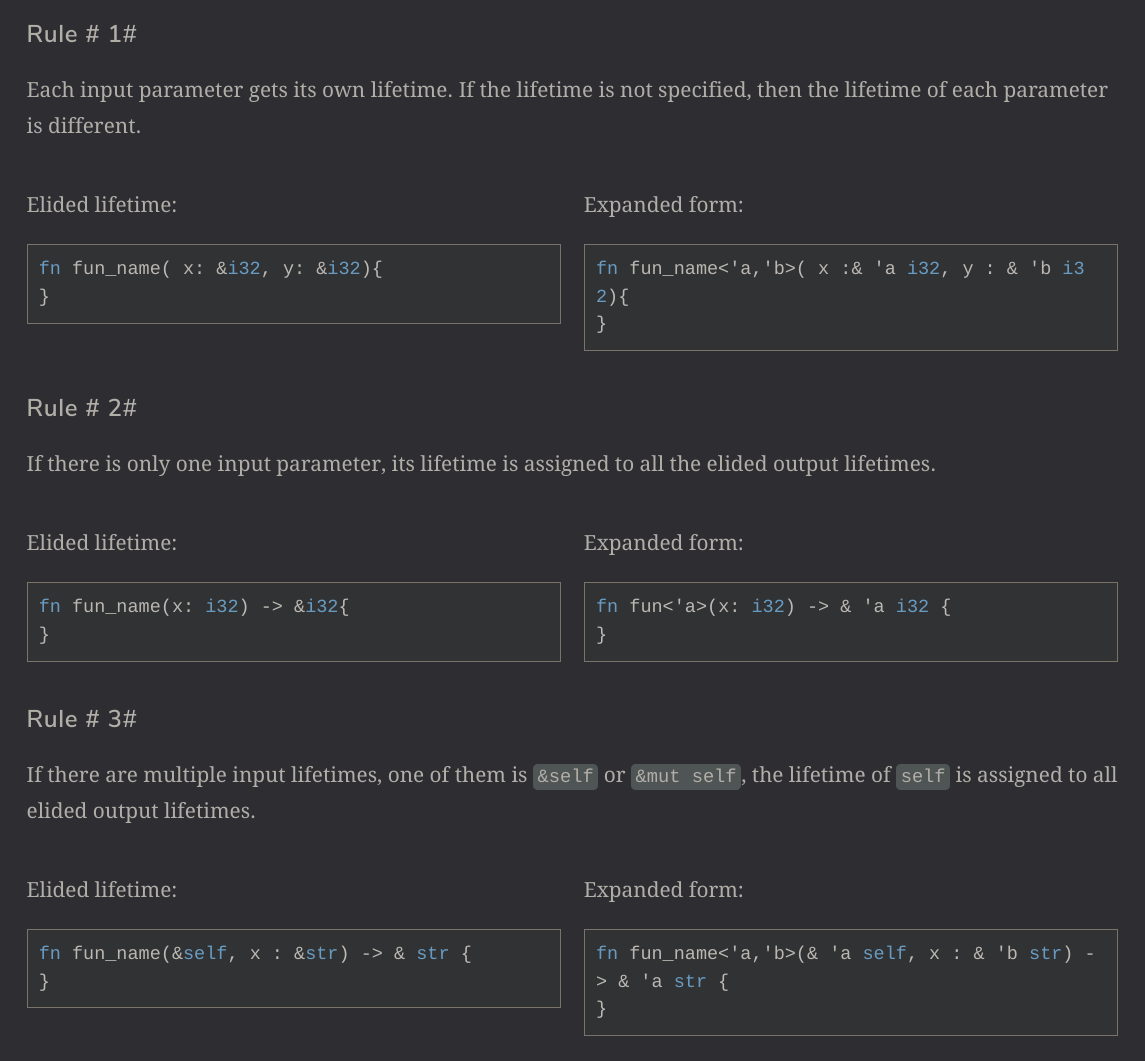 Rule # 1#
Each input parameter gets its own lifetime. If the lifetime is not specified, then the lifetime of each parameter
is different.
Elided lifetime:
fn fun_name( x: &i32, y: &i32){
}
Expanded form:
fn fun_name<'a,'b>( x :& 'a i32, y : & 'b i3
2){
}
Rule # 2#
If there is only one input parameter, its lifetime is assigned to all the elided output lifetimes.
Elided lifetime:
fn fun_name(x: i32) -> &i32{
}
Expanded form:
fn fun<'a>(x: i32) -> & 'a i32 {
}
Rule # 3#
If there are multiple input lifetimes, one of them is &self or &mut self, the lifetime of self is assigned to all
elided output lifetimes.
Elided lifetime:
fn fun_name(&self, x : &str) -> & str {
}
Expanded form:
fn fun_name<'a,'b>(& 'a self, x : & 'b str) -
> & 'a str {
}